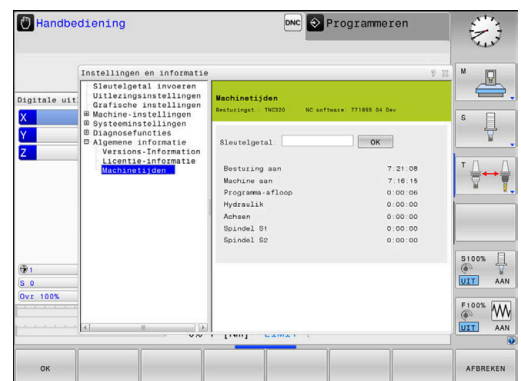 Handbediening
DNC
Programmeren
Instellingen en informatie
Digitale uit
X
Y
Z
1
S 0
Ovr 100%
Sleutelgetal invoeren
Uitlezingsinstellingen
Grafische instellingen
Machine-instellingen
Systeeminstellingen
Diagnosefuncties
Algemene informatie
Versions-Information
Licentie-informatie
Machinetijden
Machinetijden
Besturingst. TNC320 NC software: 771855 04 Dev
Sleutelgetal: OK
Besturing aan 7:21:08
Machine aan 7:16:15
Programma-afloop 0:00:06
Hydraulik 0:00:00
Achsen 0:00:00
Spindel S1 0:00:00
Spindel S2 0:00:00
M
S
T
S100%
UIT AAN
F100%
UIT AAN
OK
AFBREKEN